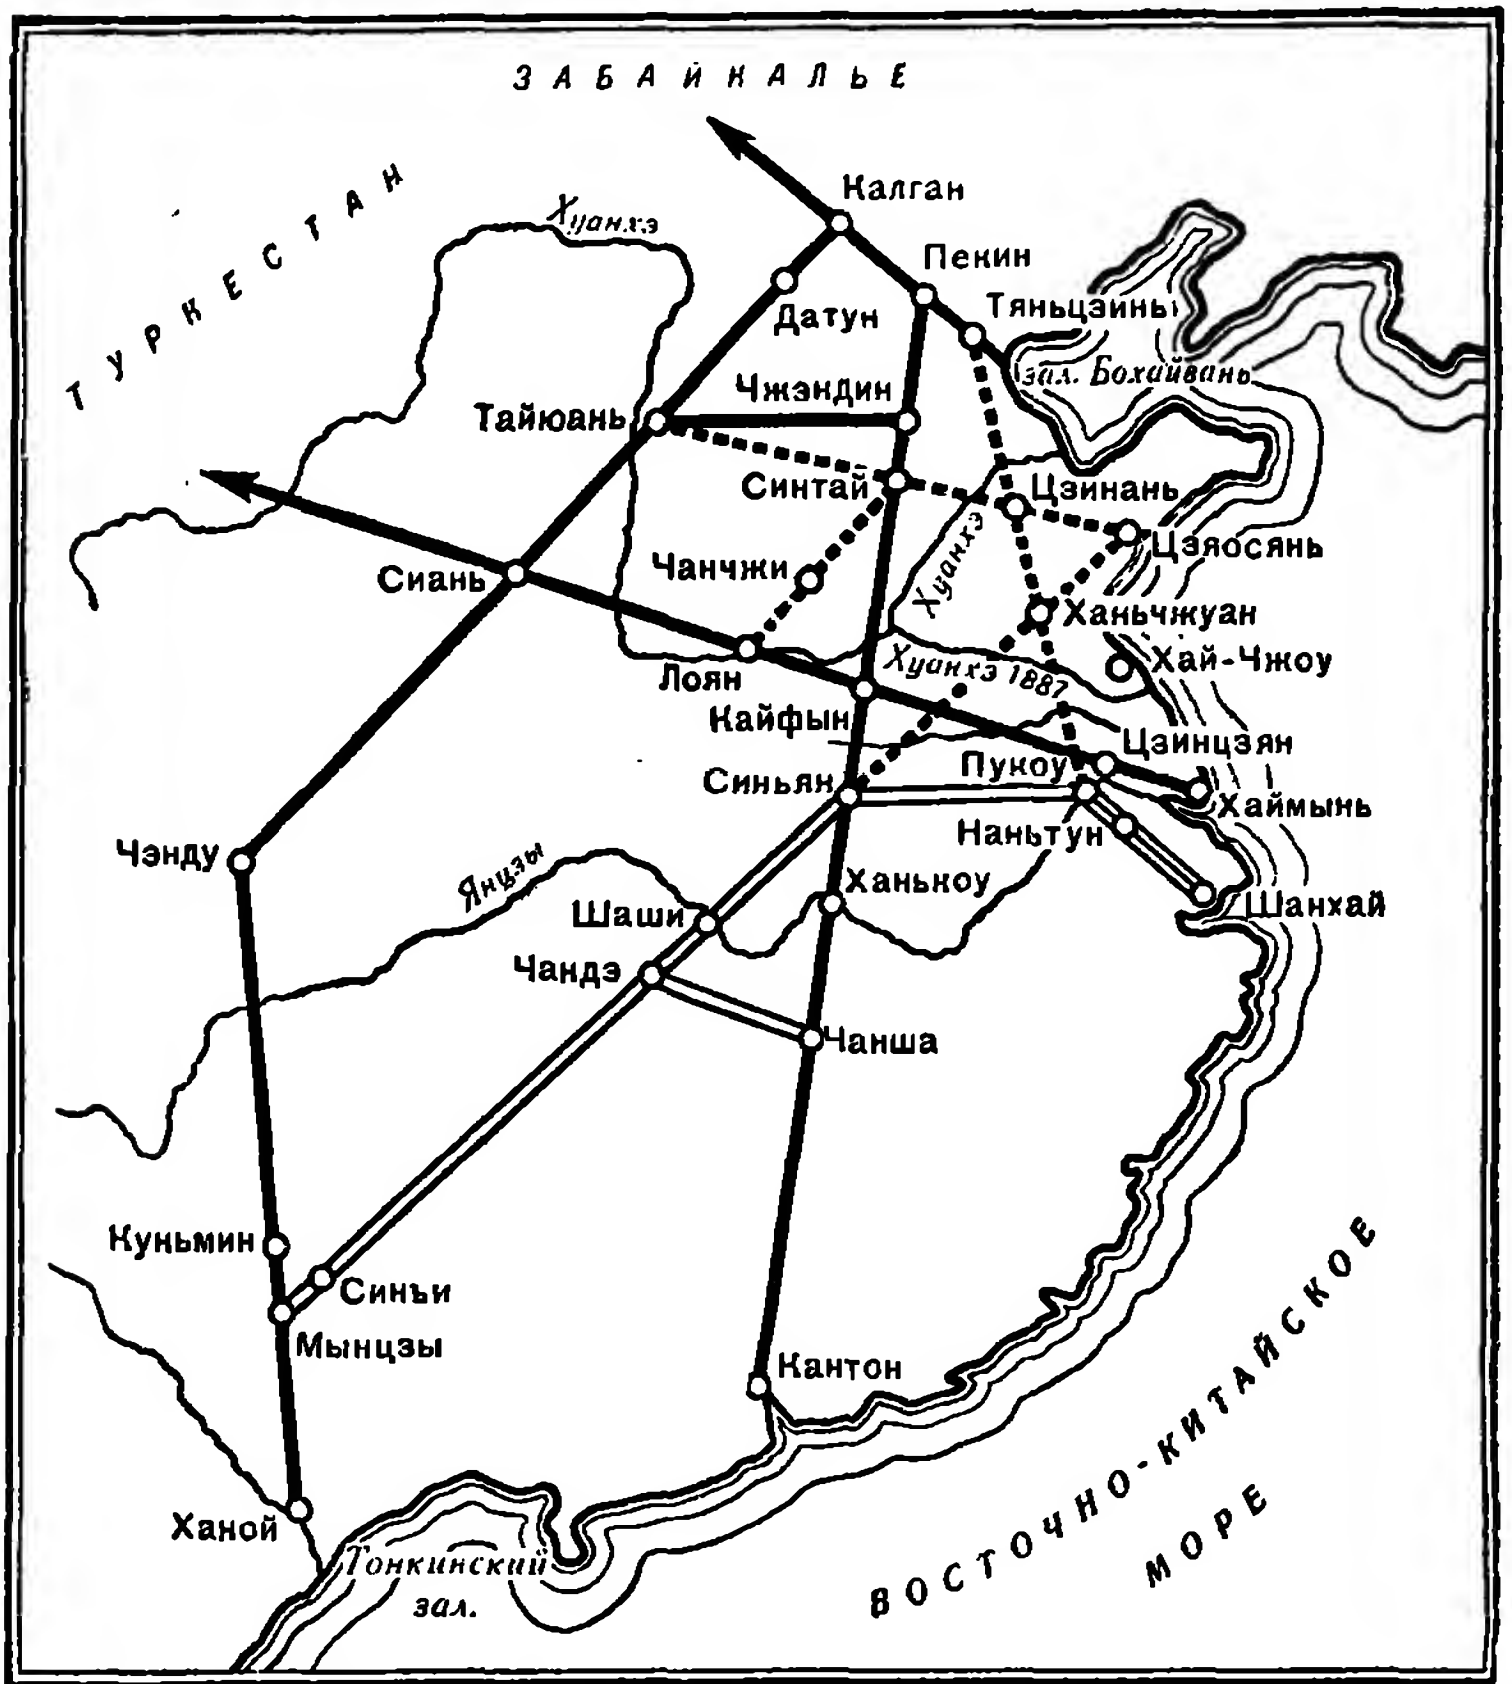 ЗАБАЙКАЛЬЕ
ТУРКЕСТАН
Калган
Хуанхэ
Пекин
Тяньцзинь
Датун
зал. Бохайвань
Чжэндин
Тайюань
Синтай
Цзинань
Цзяосянь
Хуанхэ
Чанчжи
Сиань
Ханьчжуан
Хай-Чжоу
Лоян
Хуанхэ 1887
Кайфын
Цзинцзян
Пукоу
Синьян
Хаймынь
Наньтун
Чэнду
Янцзы
Ханькоу
Шаши
Шанхай
Чандэ
Чанша
Куньмин
Синъи
Мынцзы
Кантон
Ханой
Тонкинский
зал.
ВОСТОЧНО-КИТАЙСКОЕ
МОРЕ